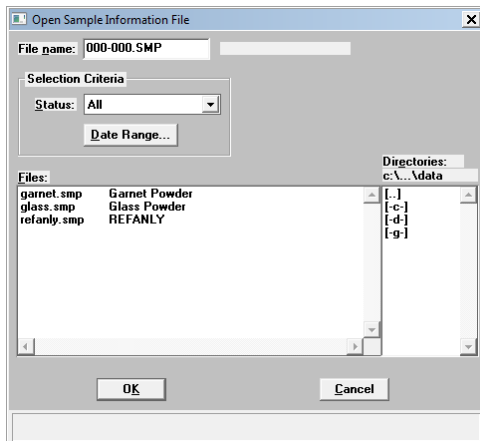 Open Sample Information File
File name: 000-000.SMP
Selection Criteria
Status: All
Date Range...
Files:
Directories:
c:\...\data
garnet.smp Garnet Powder
glass.smp Glass Powder
refanly.smp REFANLY
[..]
[-c-]
[-d-]
[-g-]
OK
Cancel